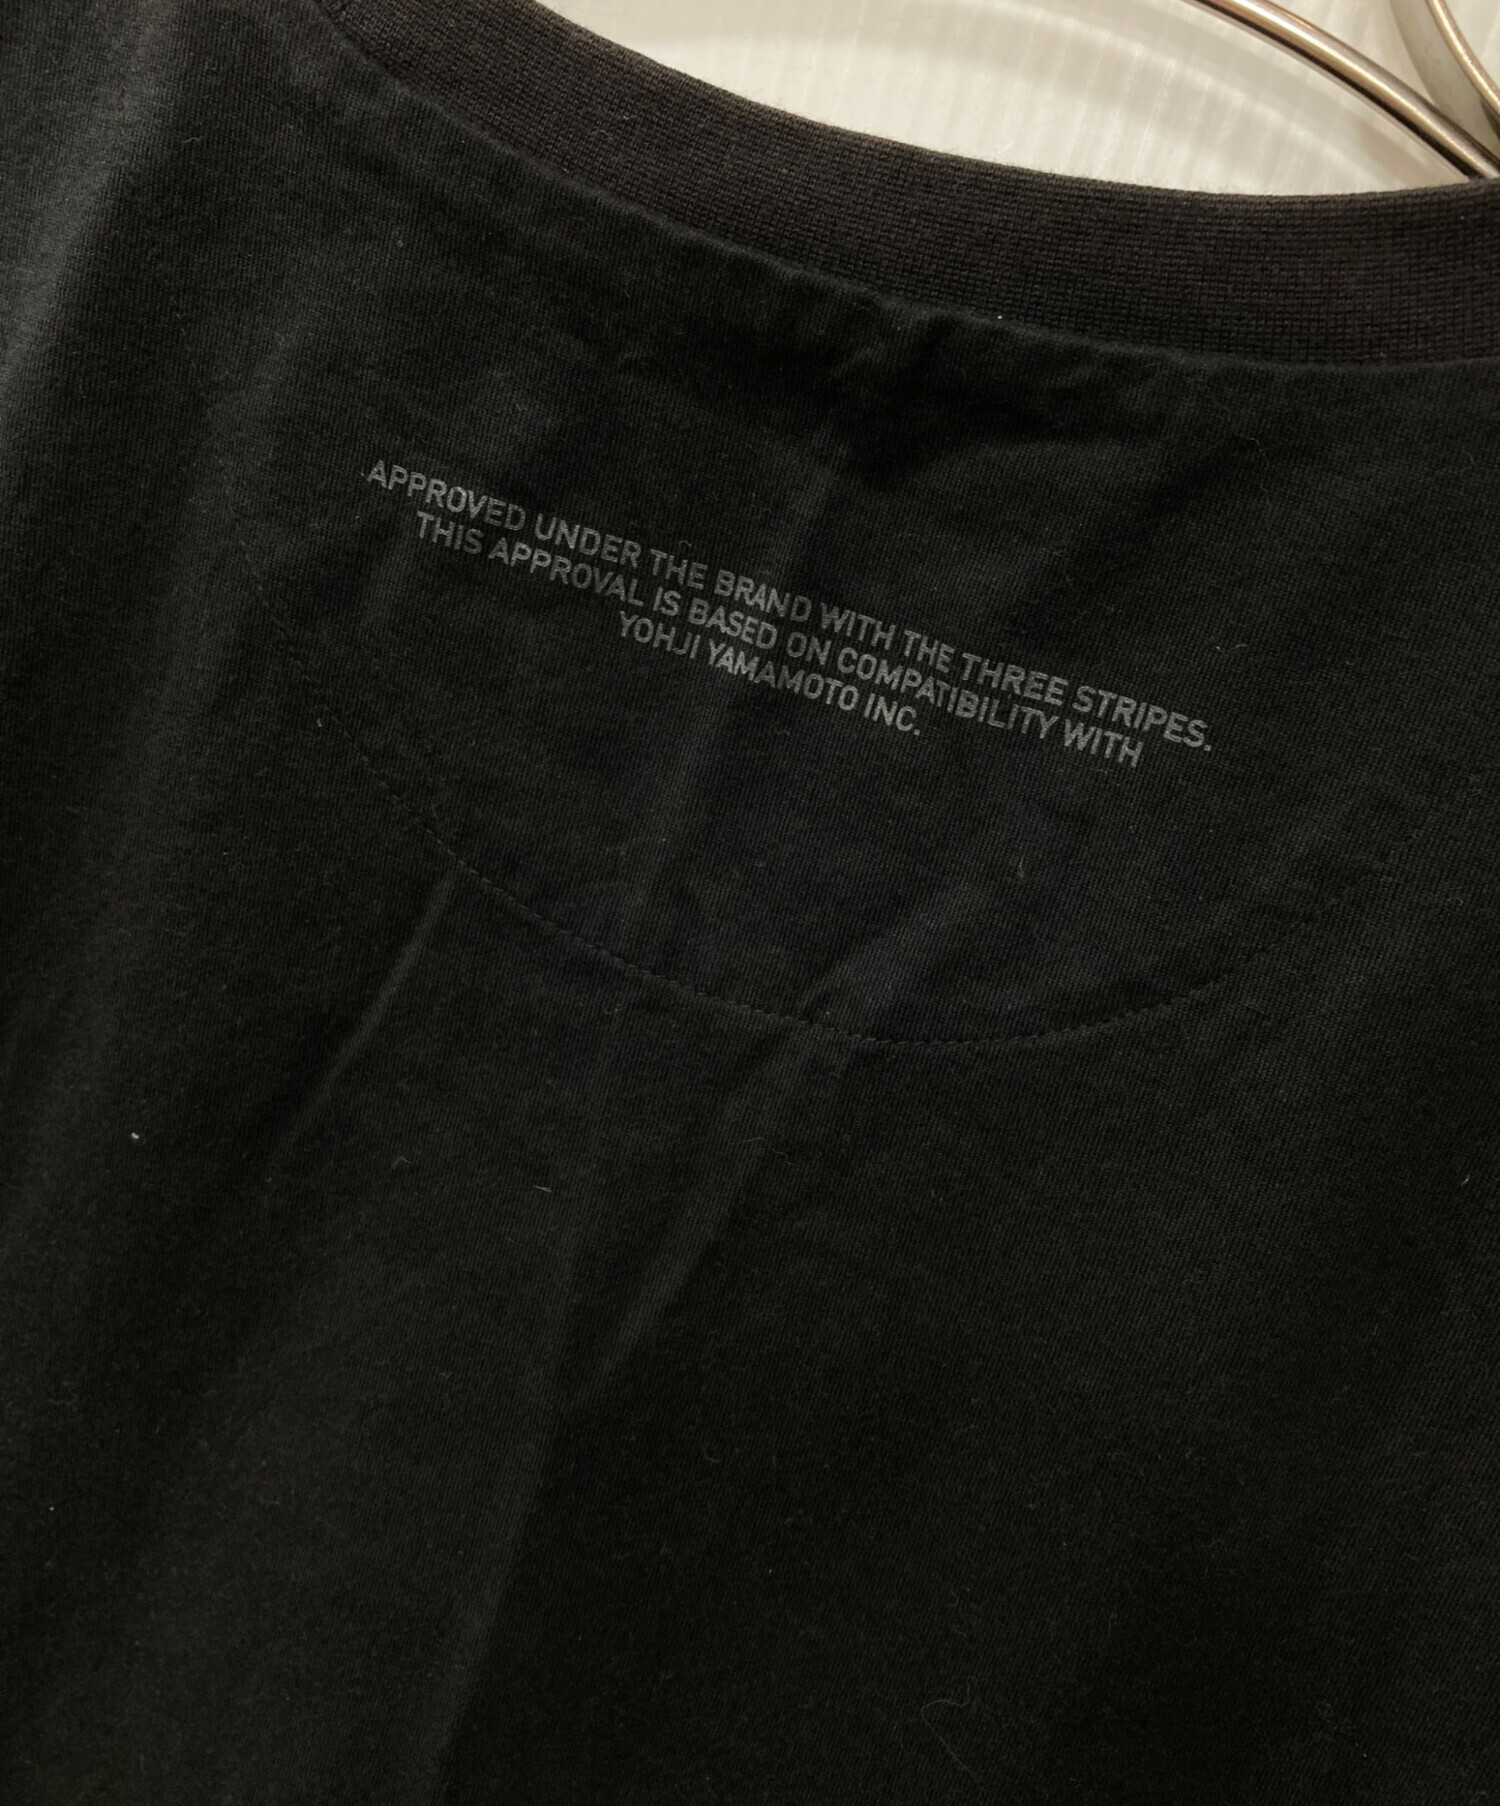 APPROVED UNDER THE BRAND WITH THE THREE STRIPES.
THIS APPROVAL IS BASED ON COMPATIBILITY WITH
YOHJI YAMAMOTO INC.